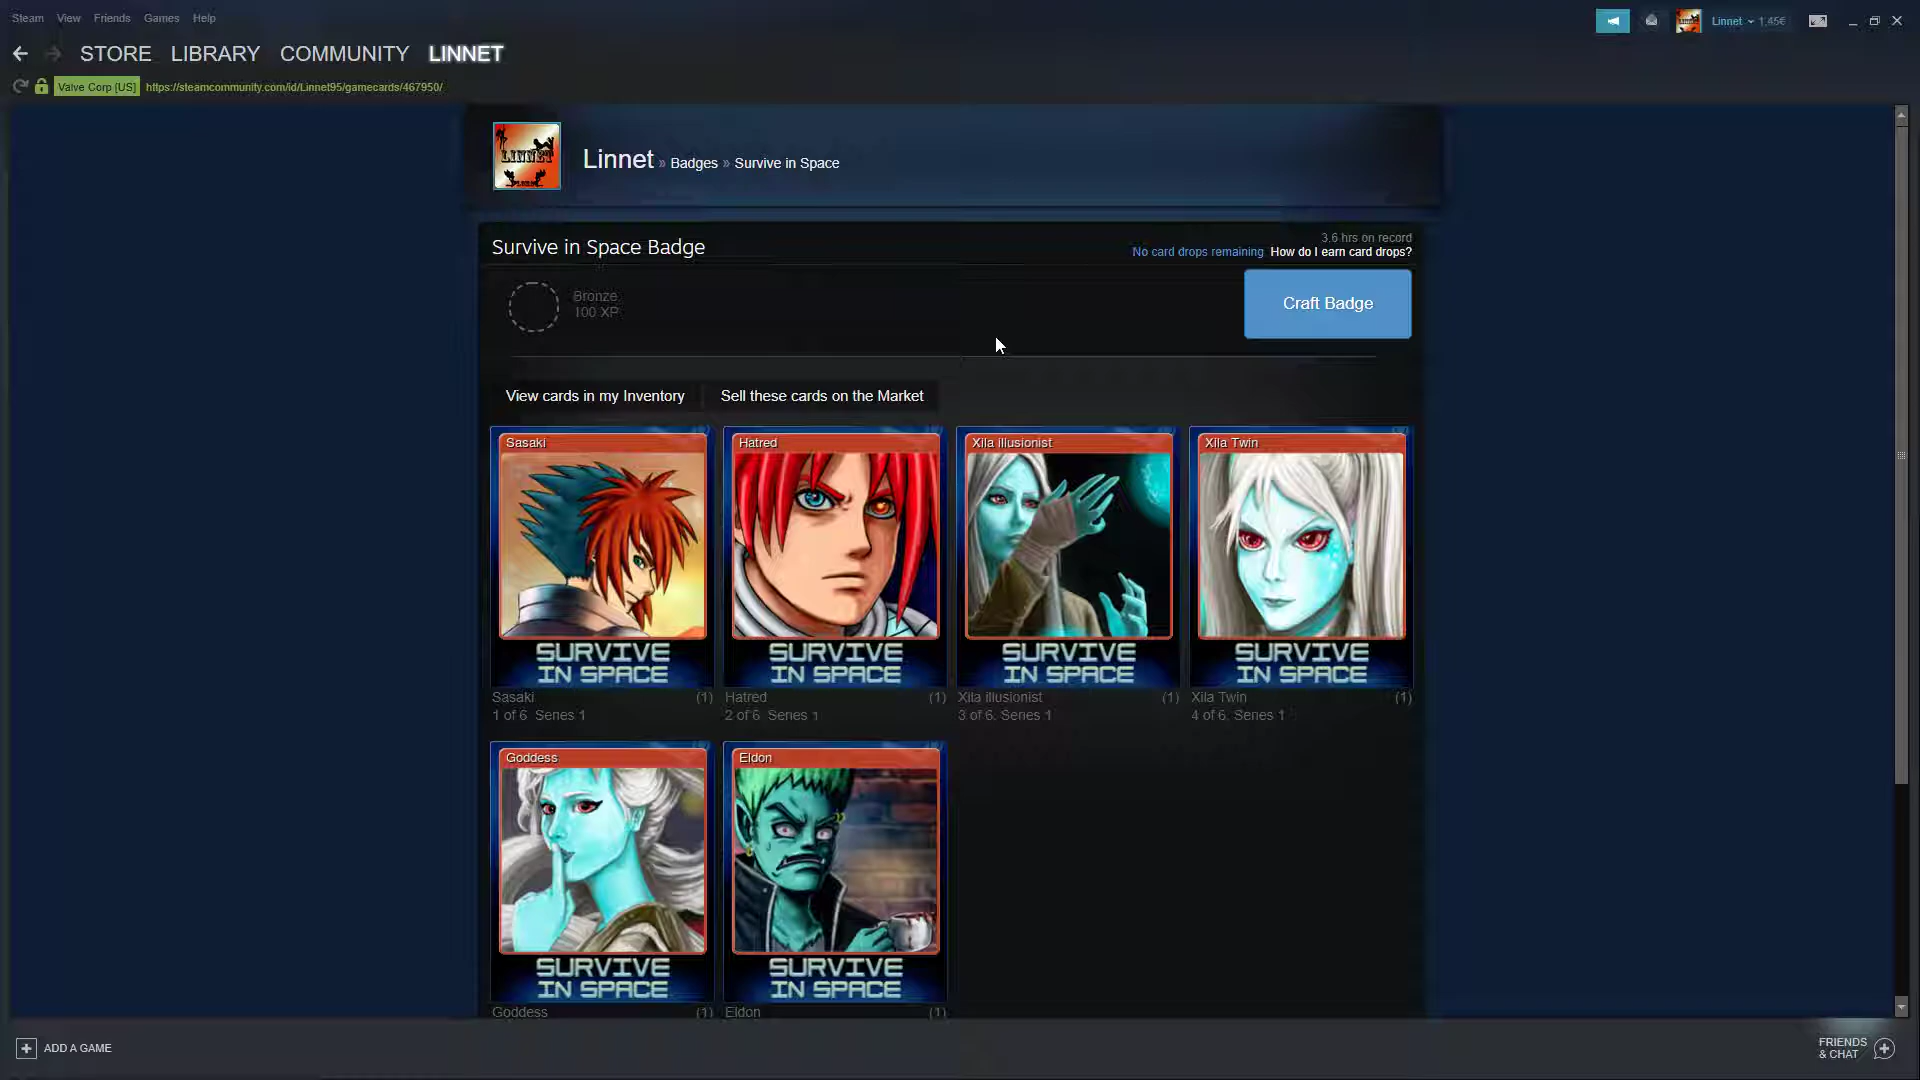 Steam View Friends Games Help
Linnet 1,45€
STORE LIBRARY COMMUNITY LINNET
Valve Corp [US] https://steamcommunity.com/id/Linnet95/gamecards/467950/
LINNET
Linnet » Badges » Survive in Space
Survive in Space Badge
3.6 hrs on record
No card drops remaining How do I earn card drops?
Bronze
100 XP
Craft Badge
View cards in my Inventory Sell these cards on the Market
Sasaki Hatred Xila Illusionist Xila Twin
SURVIVE IN SPACE
SURVIVE IN SPACE
SURVIVE IN SPACE
SURVIVE IN SPACE
Sasaki (1) Hatred (1) Xila Illusionist (1) Xila Twin (1)
1 of 6, Series 1 2 of 6, Series 1 3 of 6, Series 1 4 of 6, Series 1
Goddess Eldon
SURVIVE IN SPACE
SURVIVE IN SPACE
Goddess (1) Eldon (1)
+ ADD A GAME
FRIENDS & CHAT